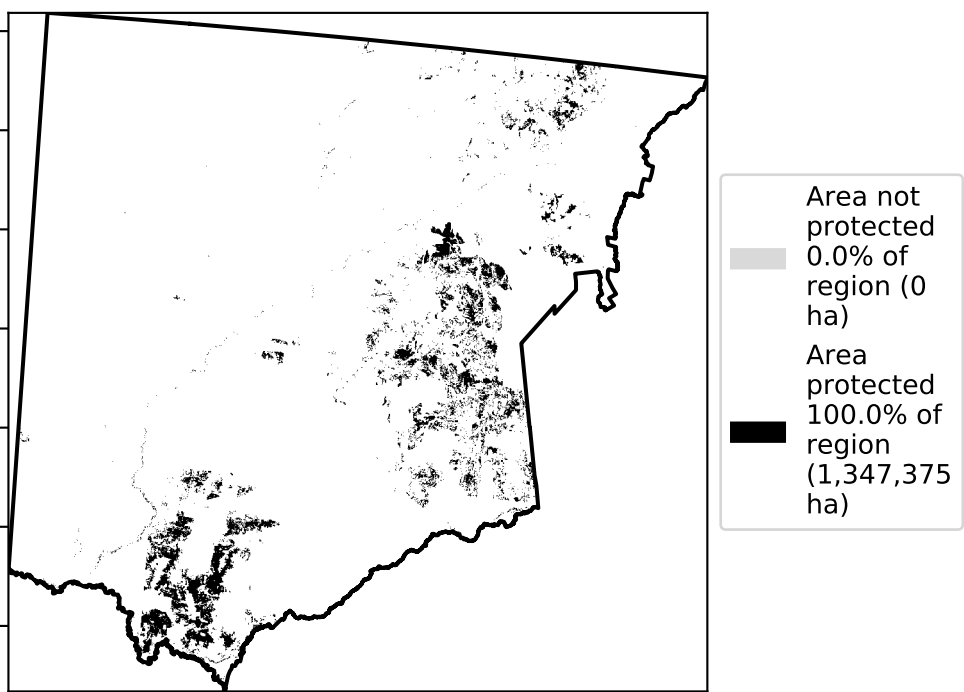 Area not
protected
0.0% of
region (0
ha)
Area
protected
100.0% of
region
(1,347,375
ha)